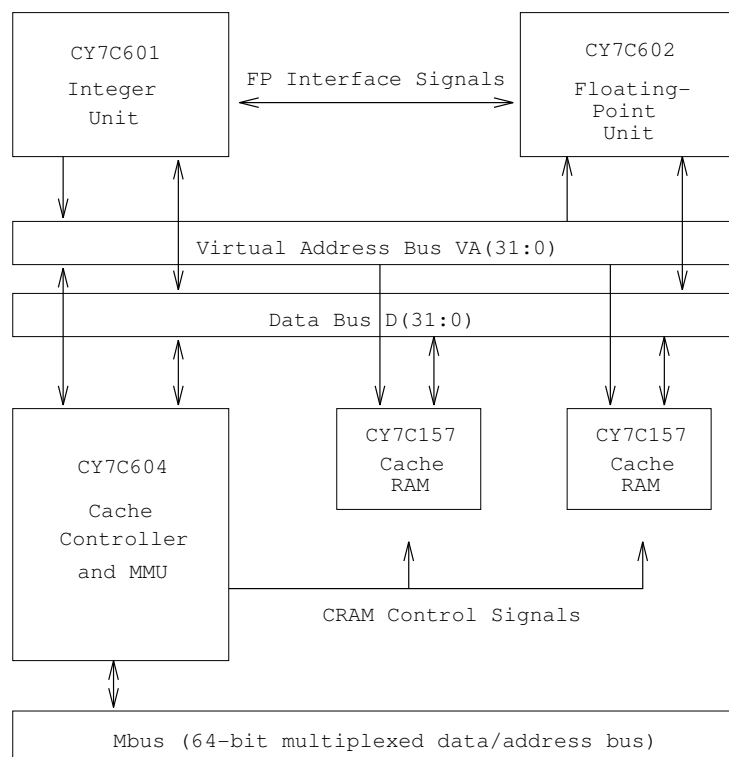 CY7C601
Integer
Unit
FP Interface Signals
CY7C602
Floating-
Point
Unit
Virtual Address Bus VA(31:0)
Data Bus D(31:0)
CY7C604
Cache
Controller
and MMU
CY7C157
Cache
RAM
CY7C157
Cache
RAM
CRAM Control Signals
Mbus (64-bit multiplexed data/address bus)